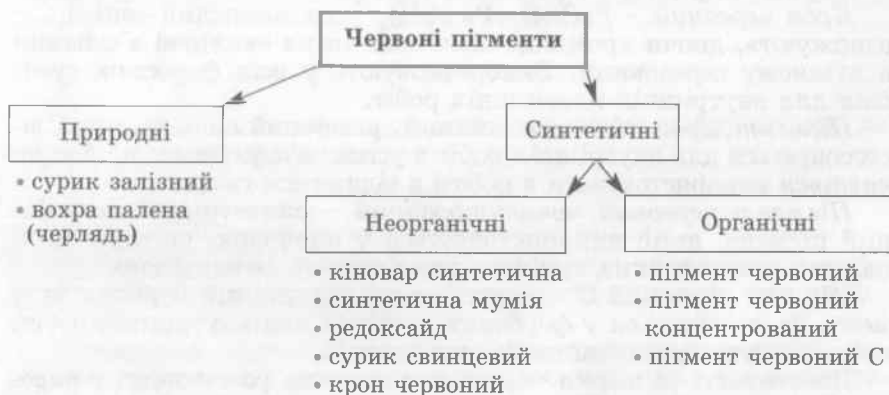 Червоні пігменти
Природні
• сурик залізний
• вохра палена
(черлядь)
Синтетичні
Неорганічні
• кіновар синтетична
• синтетична мумія
• редоксайд
• сурик свинцевий
• крон червоний
Органічні
• пігмент червоний
• пігмент червоний
концентрований
• пігмент червоний С